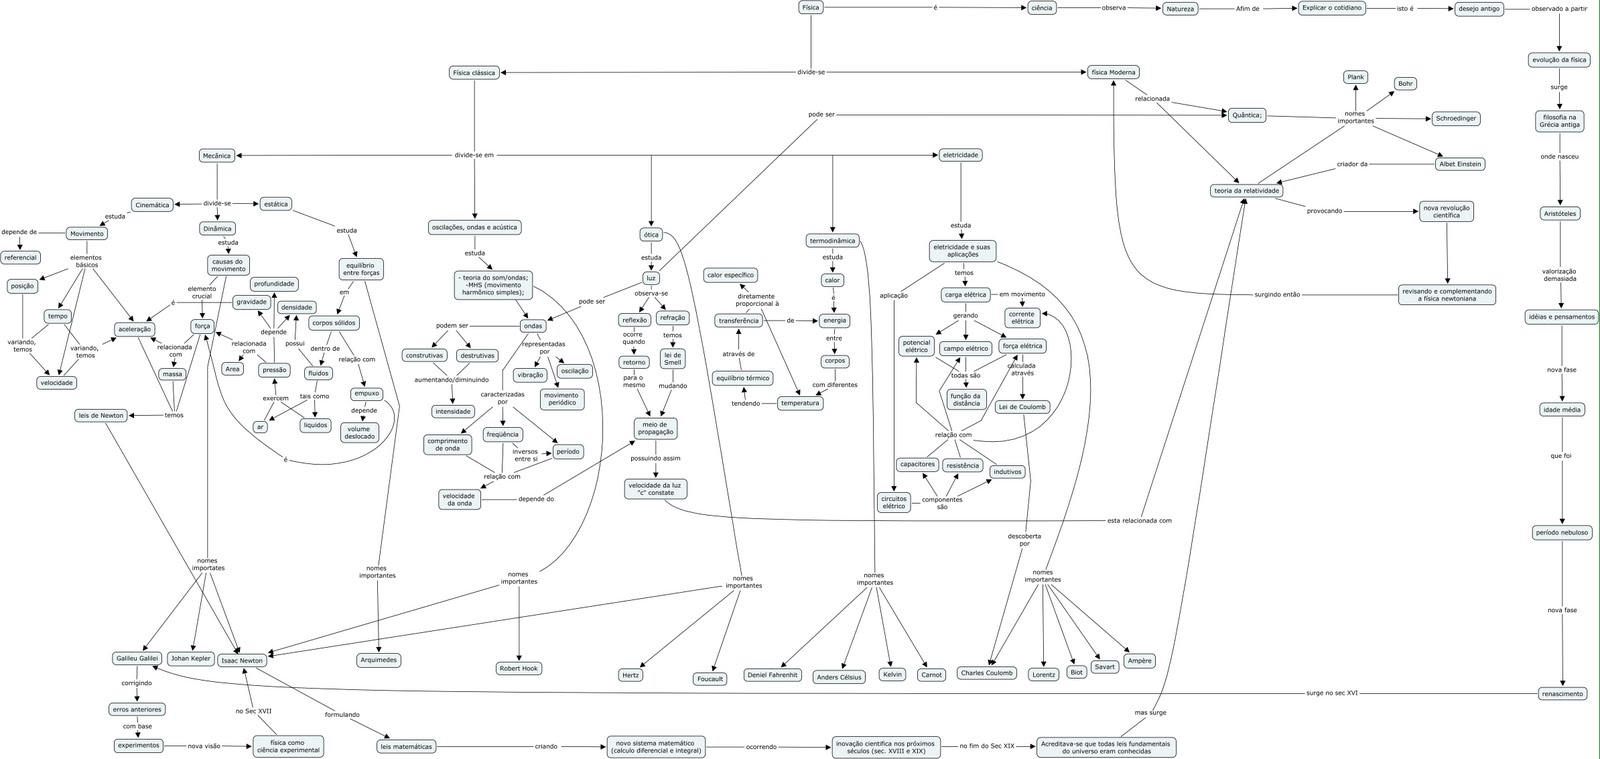 Física
é
ciência
observa
Natureza
Afim de
Explicar o cotidiano
isto é
desejo antigo
observado a partir
evolução da física
surge
filosofia na
Grécia antiga
onde nasceu
Aristóteles
valorização
demasiada
idéias e pensamentos
nova fase
idade média
que foi
período nebuloso
nova fase
renascimento
surge no sec XVI
divide-se
Física clássica
física Moderna
relacionada
Quântica;
nomes
importantes
Plank
Bohr
Schroedinger
Albet Einstein
criador da
teoria da relatividade
provocando
nova revolução
científica
revisando e complementando
a física newtoniana
surgindo então
pode ser
divide-se em
Mecânica
eletricidade
divide-se
Cinemática
estática
Dinâmica
estuda
Movimento
depende de
referencial
elementos
básicos
posição
tempo
variando,
temos
variando,
temos
velocidade
aceleração
é
estuda
causas do
movimento
elemento
crucial
força
relacionada
com
massa
temos
leis de Newton
gravidade
profundidade
densidade
depende
possui
relacionada
com
Area
pressão
exercem
ar
tais como
liquidos
fluidos
dentro de
estuda
equilíbrio
entre forças
em
corpos sólidos
relação com
empuxo
depende
volume
deslocado
é
oscilações, ondas e acústica
estuda
- teoria do som/ondas;
-MHS (movimento
harmônico simples);
ondas
podem ser
construtivas
destrutivas
aumentando/diminuindo
intensidade
representadas
por
vibração
oscilação
movimento
periódico
caracterizadas
por
comprimento
de onda
freqüência
inversos
entre si
período
relação com
velocidade
da onda
depende do
ótica
estuda
luz
pode ser
observa-se
reflexão
refração
ocorre
quando
temos
retorno
lei de
Smell
para o
mesmo
mudando
meio de
propagação
possuindo assim
velocidade da luz
"c" constate
esta relacionada com
termodinâmica
estuda
calor
é
energia
entre
corpos
com diferentes
temperatura
tendendo
equilíbrio térmico
através de
transferência
de
diretamente
proporcional à
calor específico
estuda
eletricidade e suas
aplicações
temos
aplicação
carga elétrica
em movimento
corrente
elétrica
gerando
potencial
elétrico
campo elétrico
força elétrica
todas são
função da
distância
calculada
através
Lei de Coulomb
relação com
capacitores
resistência
indutivos
circuitos
elétrico
componentes
são
descoberta
por
nomes
importates
nomes
importantes
nomes
importantes
nomes
importantes
nomes
importantes
nomes
importantes
Galileu Galilei
Johan Kepler
Isaac Newton
Arquimedes
Robert Hook
Hertz
Foucault
Deniel Fahrenhit
Anders Célsius
Kelvin
Carnot
Charles Coulomb
Lorentz
Biot
Savart
Ampère
corrigindo
erros anteriores
com base
experimentos
nova visão
física como
ciência experimental
no Sec XVII
formulando
leis matemáticas
criando
novo sistema matemático
(calculo diferencial e integral)
ocorrendo
inovação cientifica nos próximos
séculos (sec. XVIII e XIX)
no fim do Sec XIX
Acreditava-se que todas leis fundamentais
do universo eram conhecidas
mas surge